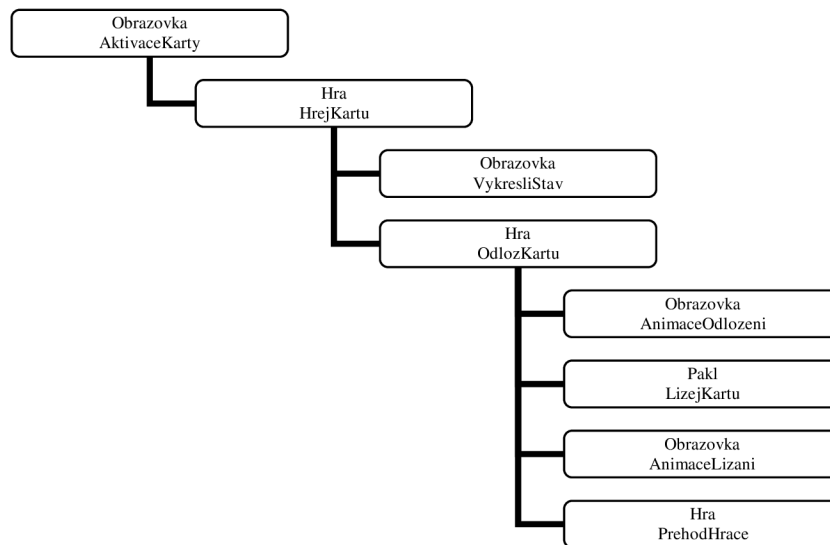 Obrazovka
AktivaceKarty
Hra
HrejKartu
Obrazovka
VykresliStav
Hra
OdlozKartu
Obrazovka
AnimaceOdlozeni
Pakl
LizejKartu
Obrazovka
AnimaceLizani
Hra
PrehodHrace